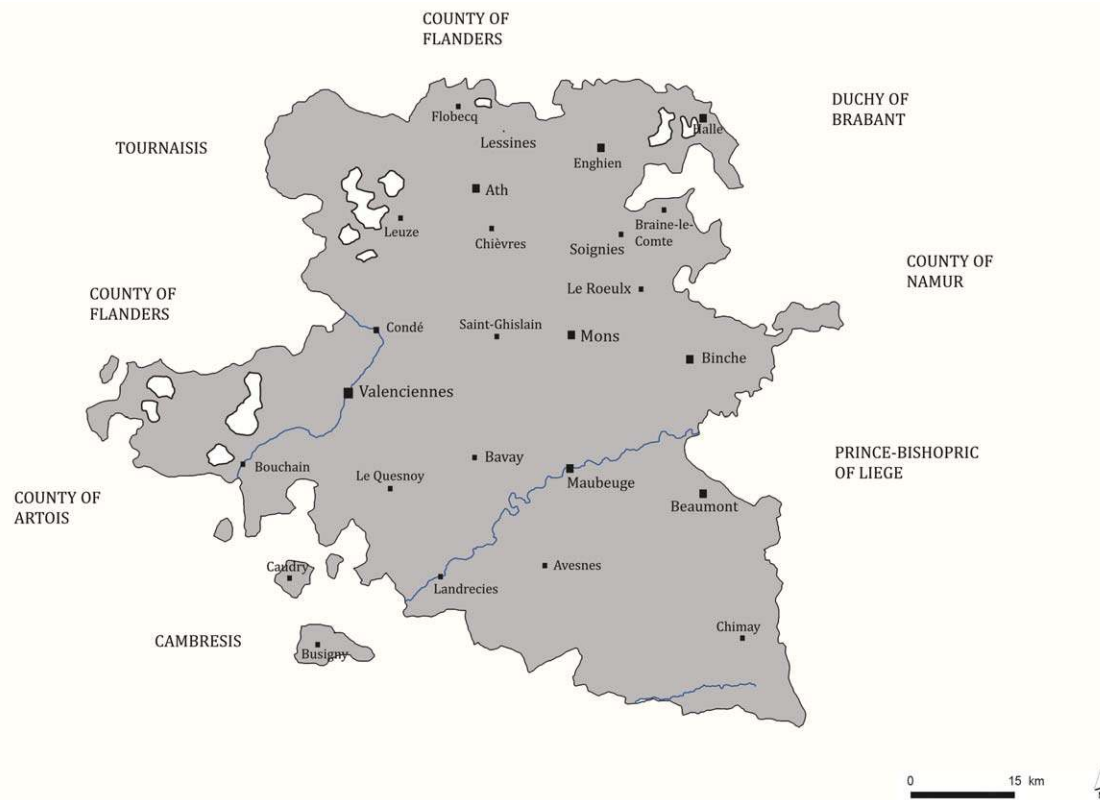 COUNTY OF
FLANDERS
DUCHY OF
BRABANT
TOURNAISIS
Flobecq
Halle
Lessines
Enghien
Ath
Leuze
Chièvres
Braine-le-
Comte
Soignies
COUNTY OF
NAMUR
COUNTY OF
FLANDERS
Le Roeulx
Condé
Saint-Ghislain
Mons
Binche
Valenciennes
PRINCE-BISHOPRIC
OF LIEGE
Bouchain
Bavay
Le Quesnoy
Maubeuge
COUNTY OF
ARTOIS
Beaumont
Caudry
Avesnes
Landrecies
CAMBRESIS
Chimay
Busigny
0 15 km